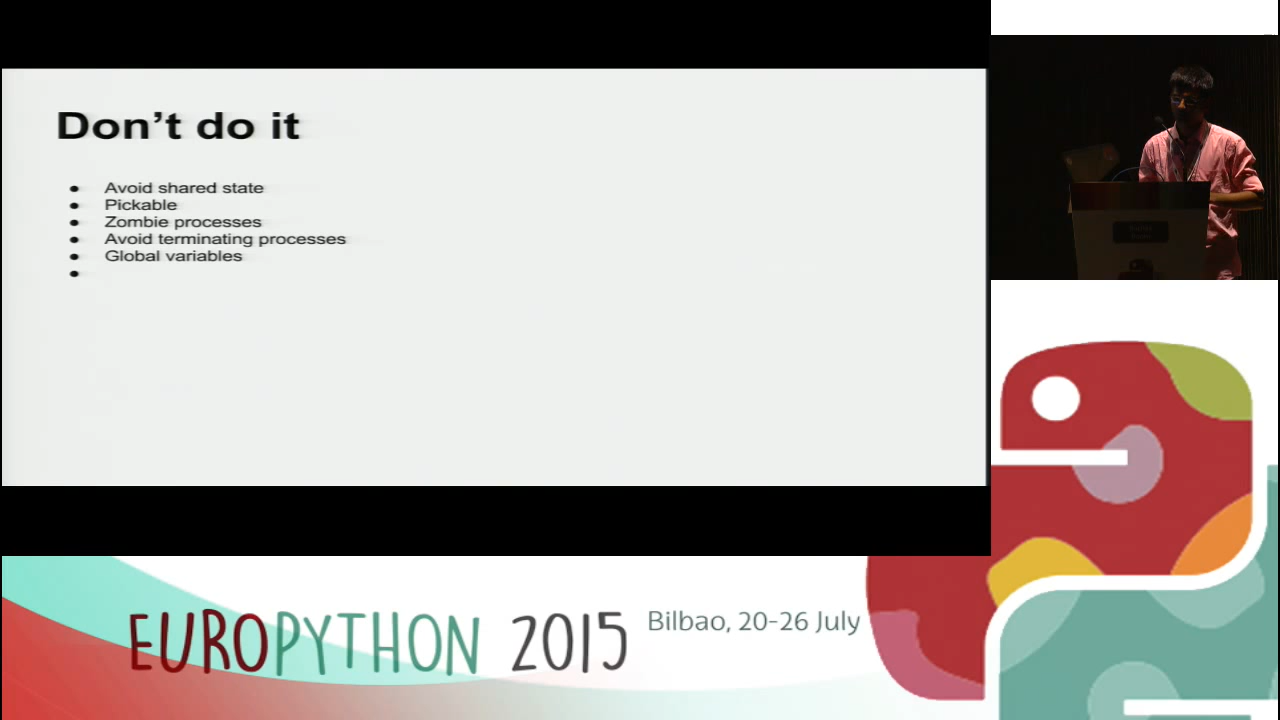 Don't do it
● Avoid shared state
● Pickable
● Zombie processes
● Avoid terminating processes
● Global variables
●
EUROPYTHON 2015
Bilbao, 20-26 July